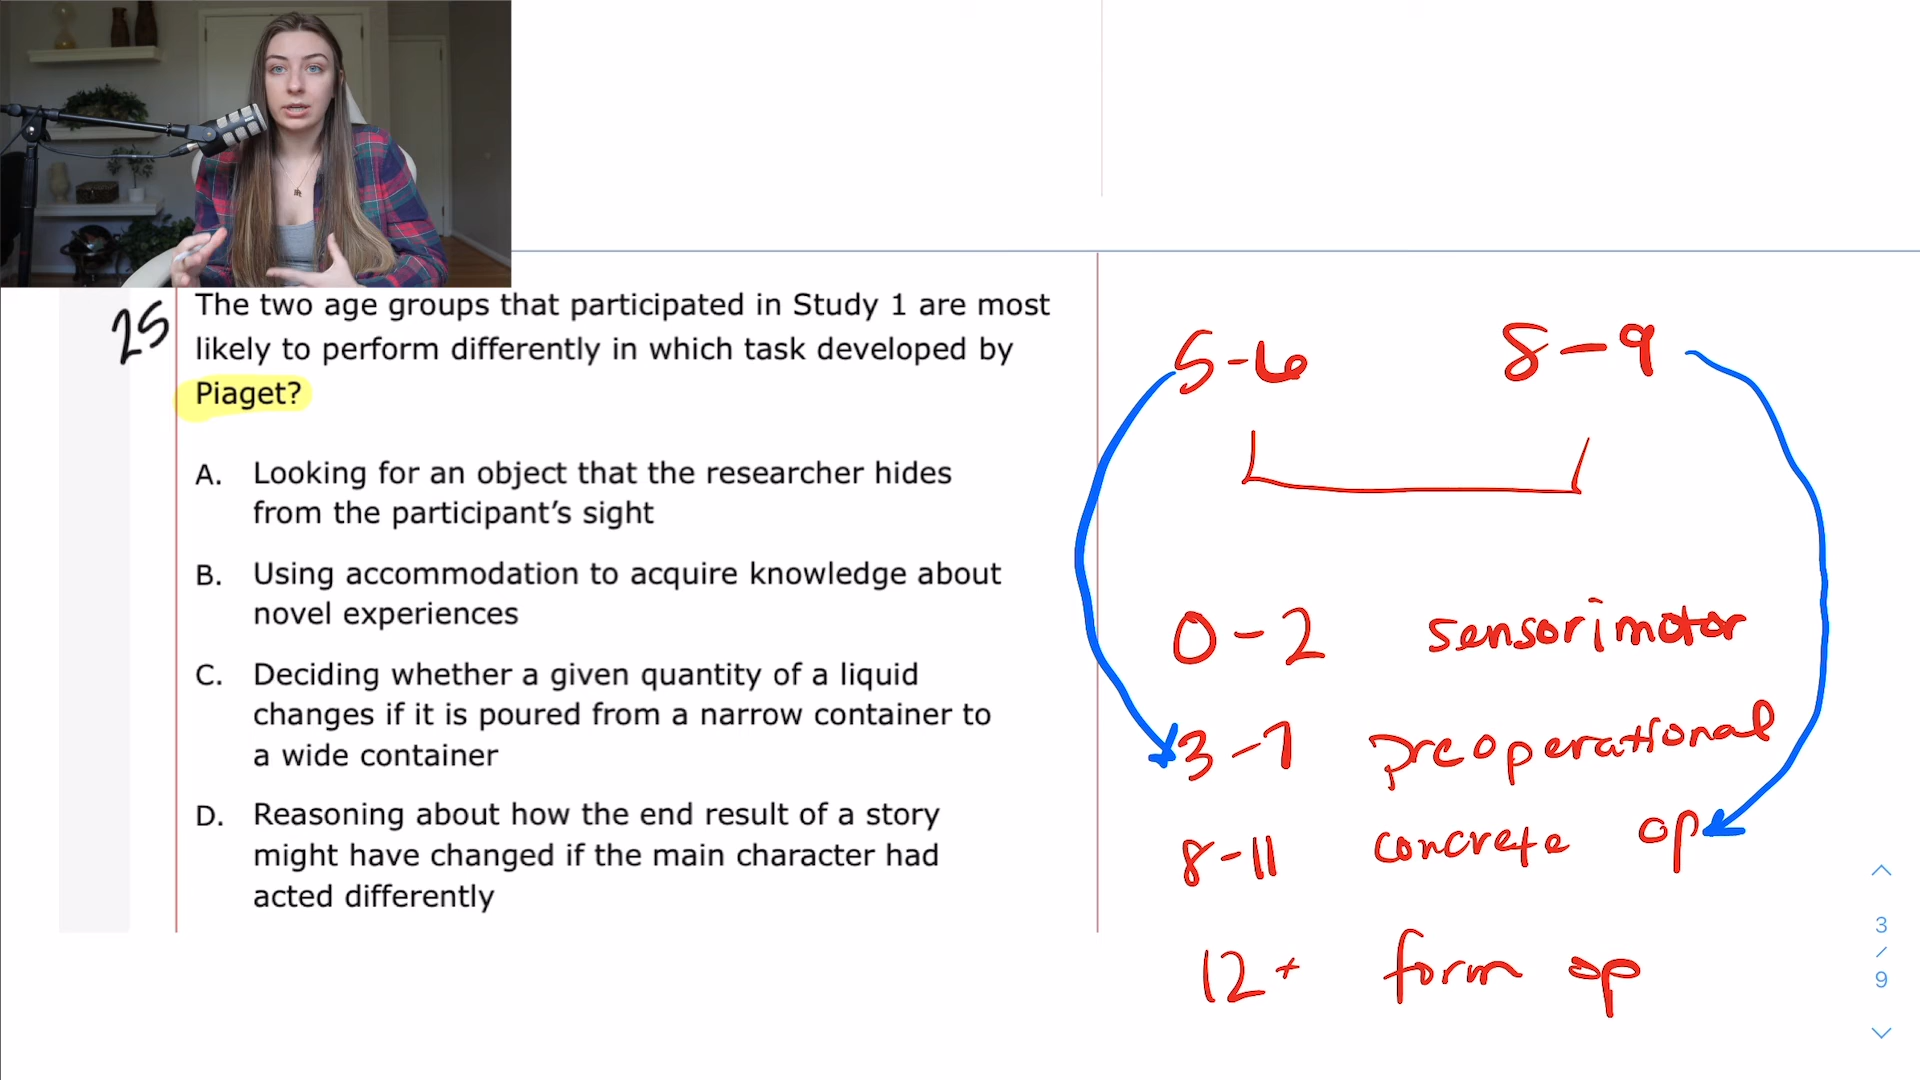 25
The two age groups that participated in Study 1 are most
likely to perform differently in which task developed by
Piaget?
A. Looking for an object that the researcher hides
from the participant’s sight
B. Using accommodation to acquire knowledge about
novel experiences
C. Deciding whether a given quantity of a liquid
changes if it is poured from a narrow container to
a wide container
D. Reasoning about how the end result of a story
might have changed if the main character had
acted differently
5-6 8-9
0-2 sensorimotor
3-7 preoperational
8-11 concrete op
12+ form op
3
/
9